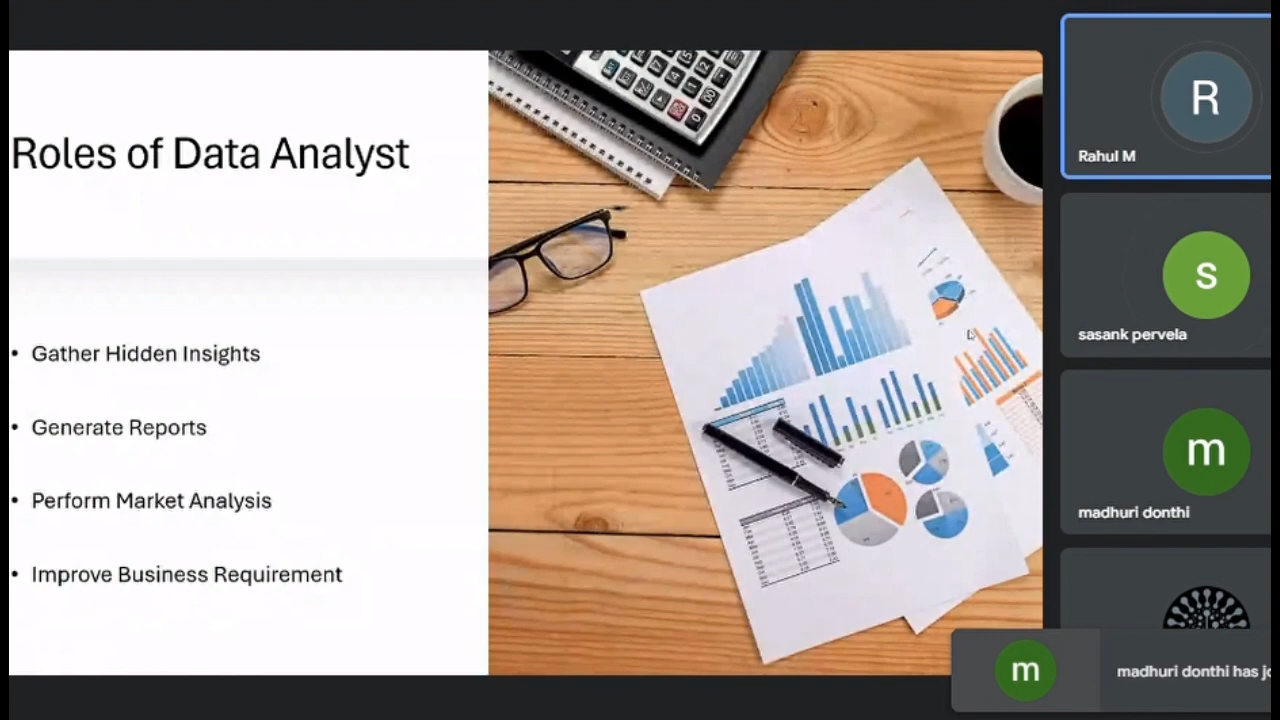 Roles of Data Analyst
• Gather Hidden Insights
• Generate Reports
• Perform Market Analysis
• Improve Business Requirement
R
Rahul M
s
sasank pervela
m
madhuri donthi
m
madhuri donthi has jo